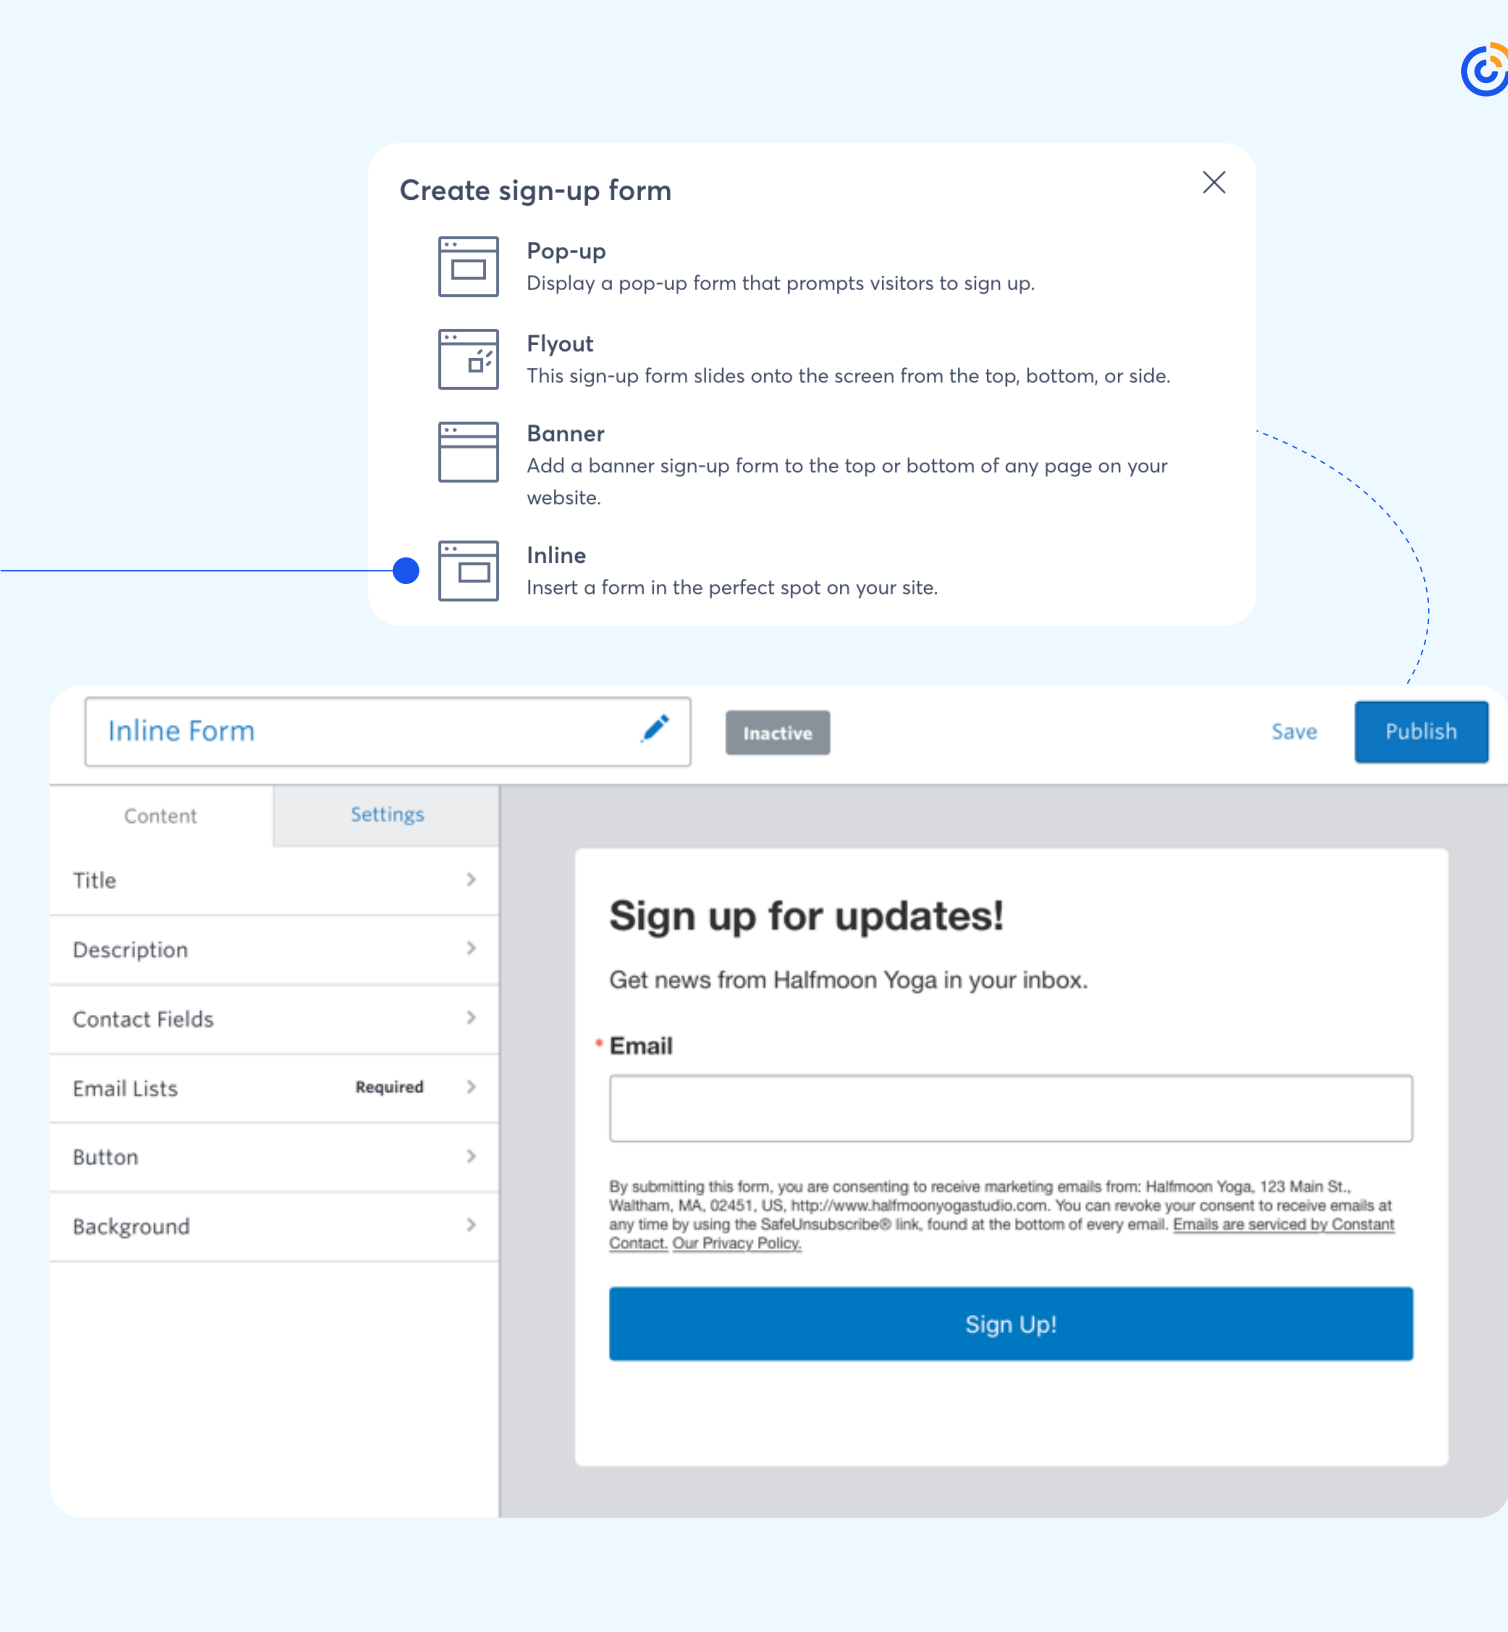 Create sign-up form
Pop-up
Display a pop-up form that prompts visitors to sign up.
Flyout
This sign-up form slides onto the screen from the top, bottom, or side.
Banner
Add a banner sign-up form to the top or bottom of any page on your
website.
Inline
Insert a form in the perfect spot on your site.
Inline Form
Inactive
Save
Publish
Content
Settings
Title
Description
Contact Fields
Email Lists
Required
Button
Background
Sign up for updates!
Get news from Halfmoon Yoga in your inbox.
* Email
By submitting this form, you are consenting to receive marketing emails from: Halfmoon Yoga, 123 Main St.,
Waltham, MA, 02451, US, http://www.halfmoonyogastudio.com. You can revoke your consent to receive emails at
any time by using the SafeUnsubscribe® link, found at the bottom of every email. Emails are serviced by Constant
Contact. Our Privacy Policy.
Sign Up!